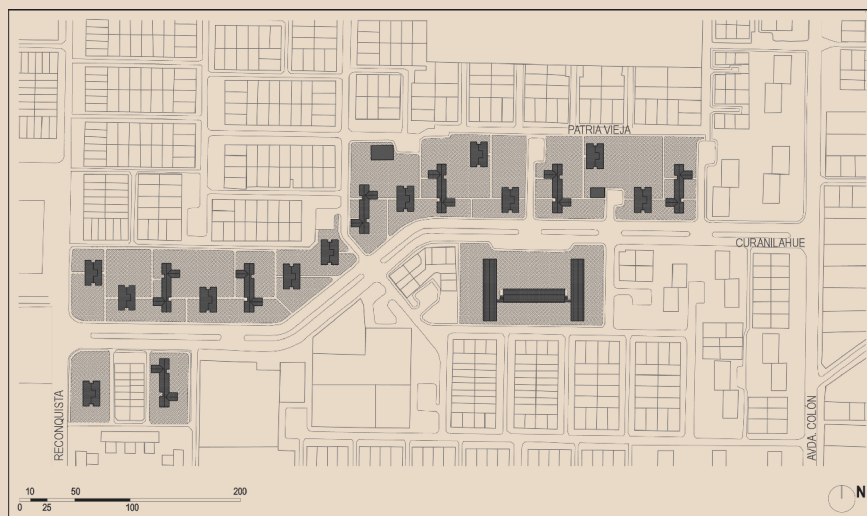 PATRIA VIEJA
CURANILAHUE
RECONQUISTA
AVDA. COLÓN
10 50 200
0 25 100
N